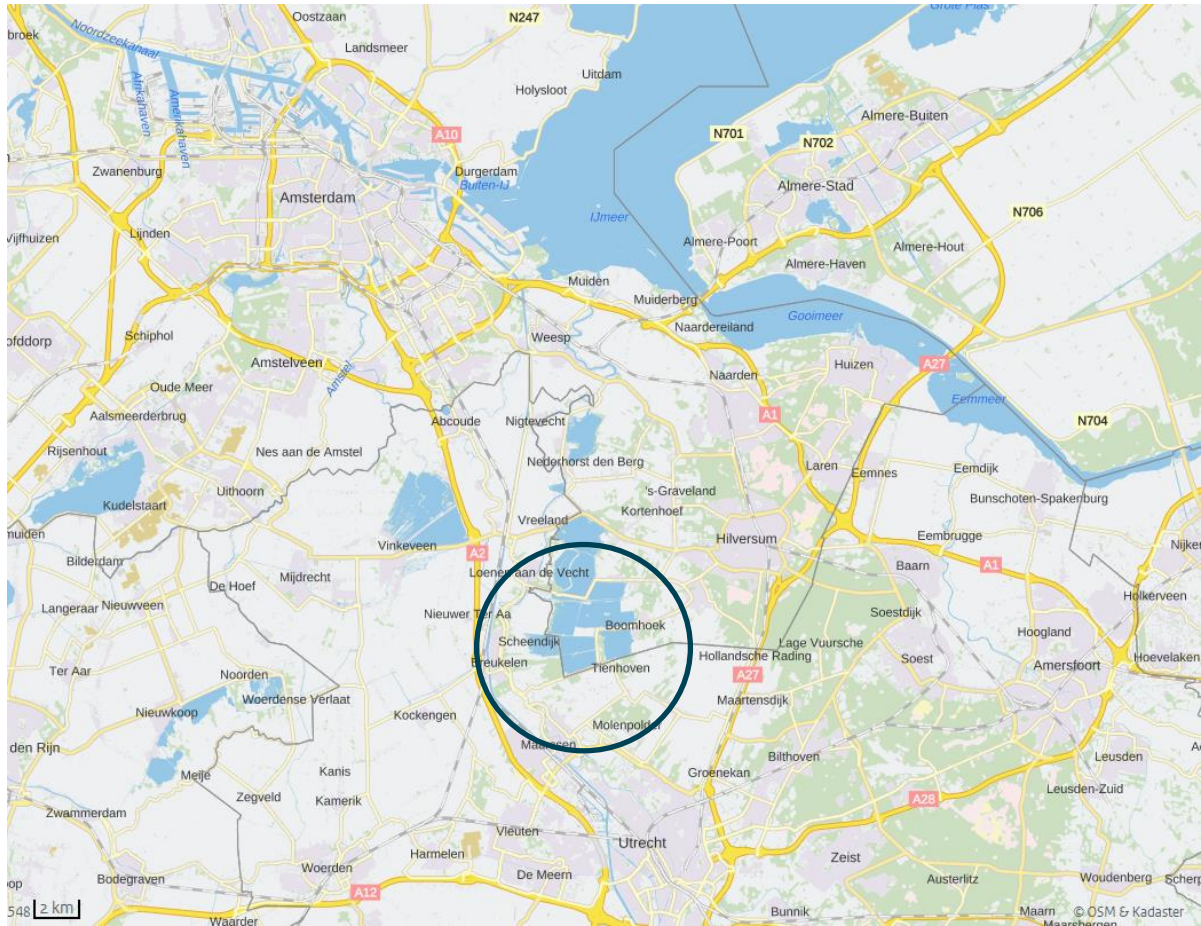 Oostzaan
N247
Grote Plas
broek
Noordzeekanaal
Landsmeer
Uitdam
Holysloot
Afrikahaven
Amerikahaven
A10
N701
N702
Almere-Buiten
Zwanenburg
Durgerdam
Buiten-IJ
Amsterdam
Almere-Stad
IJmeer
N706
Vijfhuizen
Lijnden
Almere-Poort
Almere-Hout
Almere-Haven
Muiden
Muiderberg
Gooimeer
Schiphol
Weesp
Naardereiland
oofddorp
Amstelveen
Amstel
Huizen
A27
Naarden
Oude Meer
Eemmeer
Aalsmeerderbrug
Abcoude
Nigtevecht
A1
N704
Rijsenhout
Nes aan de Amstel
Nederhorst den Berg
Laren
Eemnes
Eemdijk
Uithoorn
's-Graveland
Bunschoten-Spakenburg
Kudelstaart
Kortenhoef
muiden
Vreeland
Hilversum
Eembrugge
Vinkeveen
A2
Nijker
Bilderdam
Baarn
A1
De Hoef
Mijdrecht
Loenen aan de Vecht
Holkerveen
Langeraar
Nieuwveen
Nieuwer Ter Aa
Soestdijk
Boomhoek
Hoogland
Scheendijk
Lage Vuursche
Hollandsche Rading
Soest
Hoevelaken
Ter Aar
Breukelen
Tienhoven
Amersfoort
Noorden
A27
Woerdense Verlaat
Maartensdijk
Nieuwkoop
Kockengen
Molenpolder
den Rijn
Maarssen
Bilthoven
Leusden
Meije
Kanis
Groenekan
Zegveld
Leusden-Zuid
Kamerik
A28
Zwammerdam
Vleuten
Utrecht
Harmelen
Zeist
Woerden
De Meern
Bodegraven
A12
Austerlitz
Woudenberg
Scherp
548
2 km
Bunnik
Maarn
© OSM & Kadaster
Waarder
Maarsbergen